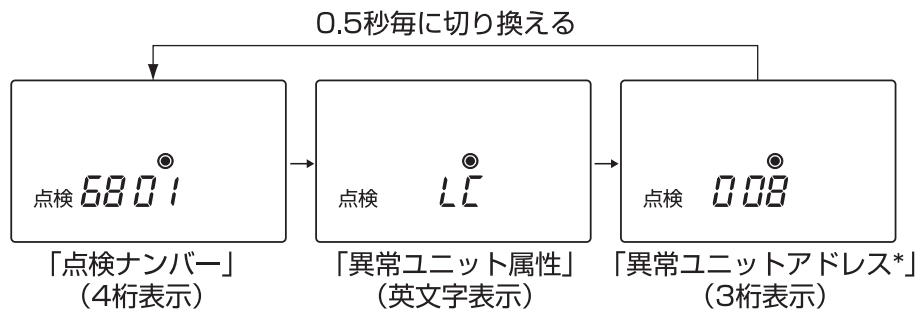 0.5秒毎に切り換える
点検 6801
点検 LC
点検 008
「点検ナンバー」
(4桁表示)
「異常ユニット属性」
(英文字表示)
「異常ユニットアドレス*」
(3桁表示)